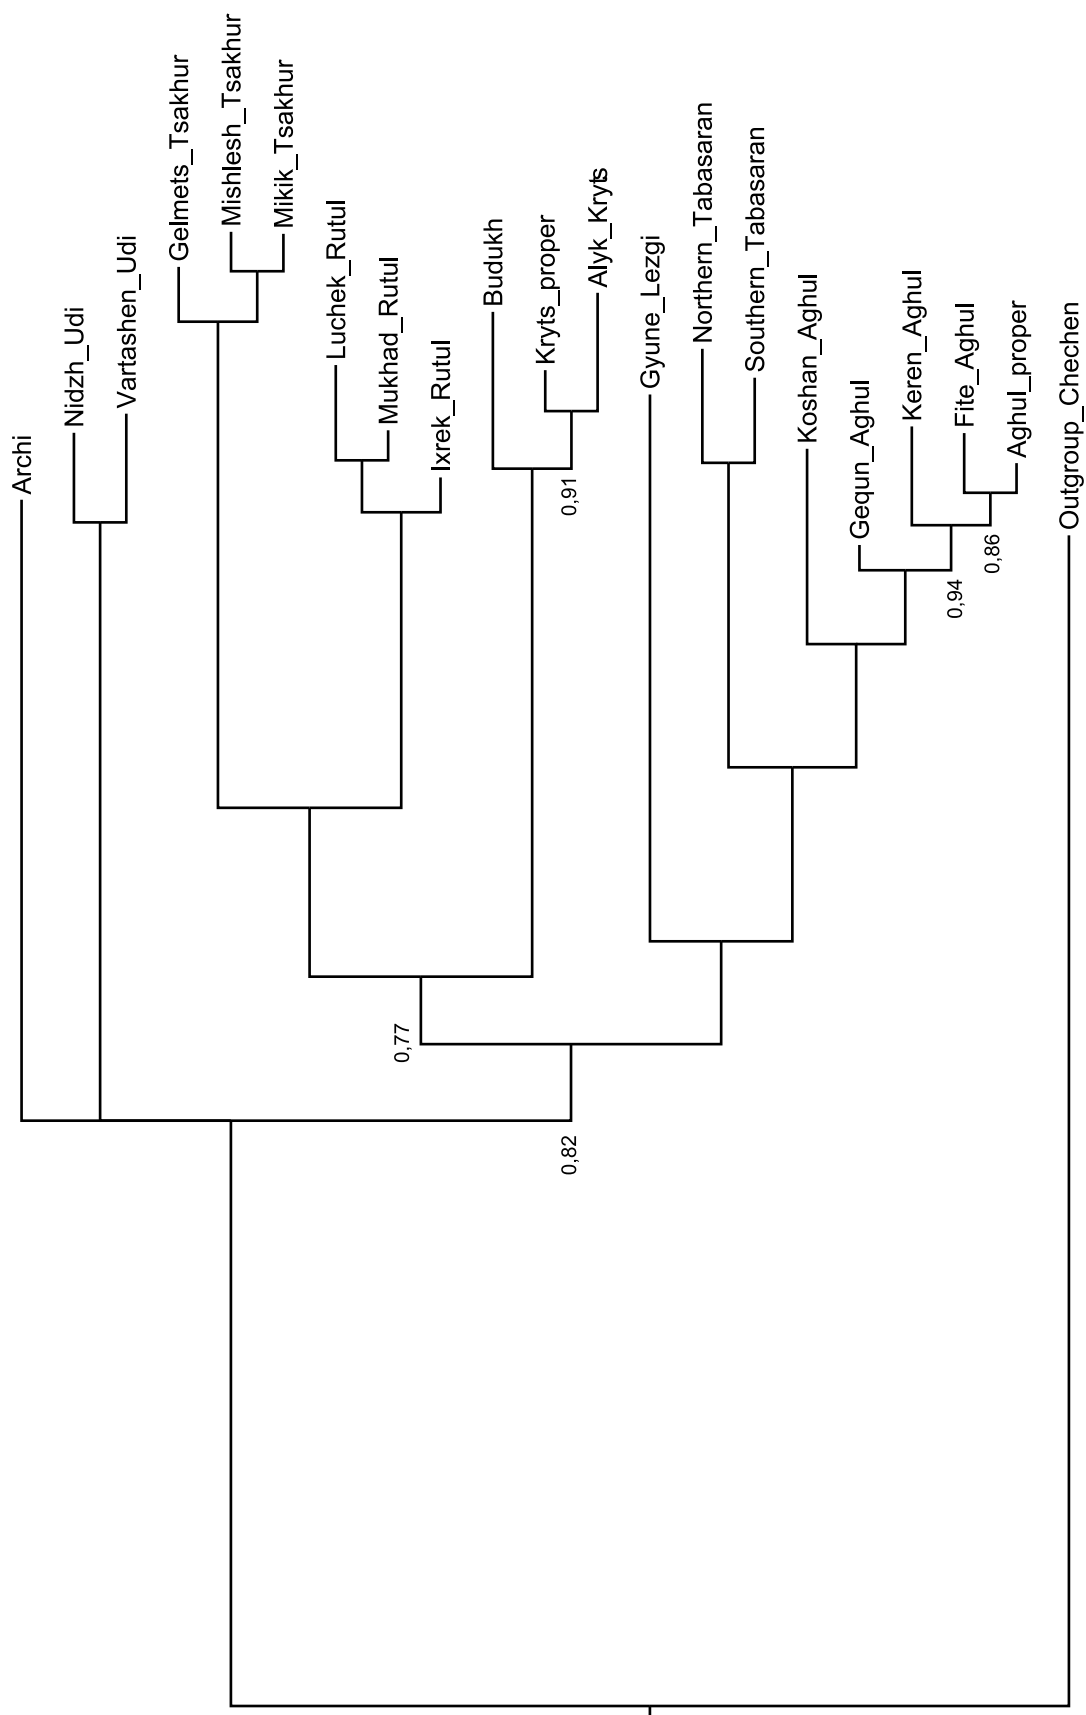 Archi
Nidzh_Udi
Vartashen_Udi
Gelmets_Tsakhur
Mishlesh_Tsakhur
Mikik_Tsakhur
Luchek_Rutul
Mukhad_Rutul
Ixrek_Rutul
Budukh
Kryts_proper
Alyk_Kryts
Gyune_Lezgi
Northern_Tabasaran
Southern_Tabasaran
Koshan_Aghul
Gequn_Aghul
Keren_Aghul
Fite_Aghul
Aghul_proper
Outgroup_Chechen
0,91
0,86
0,94
0,77
0,82